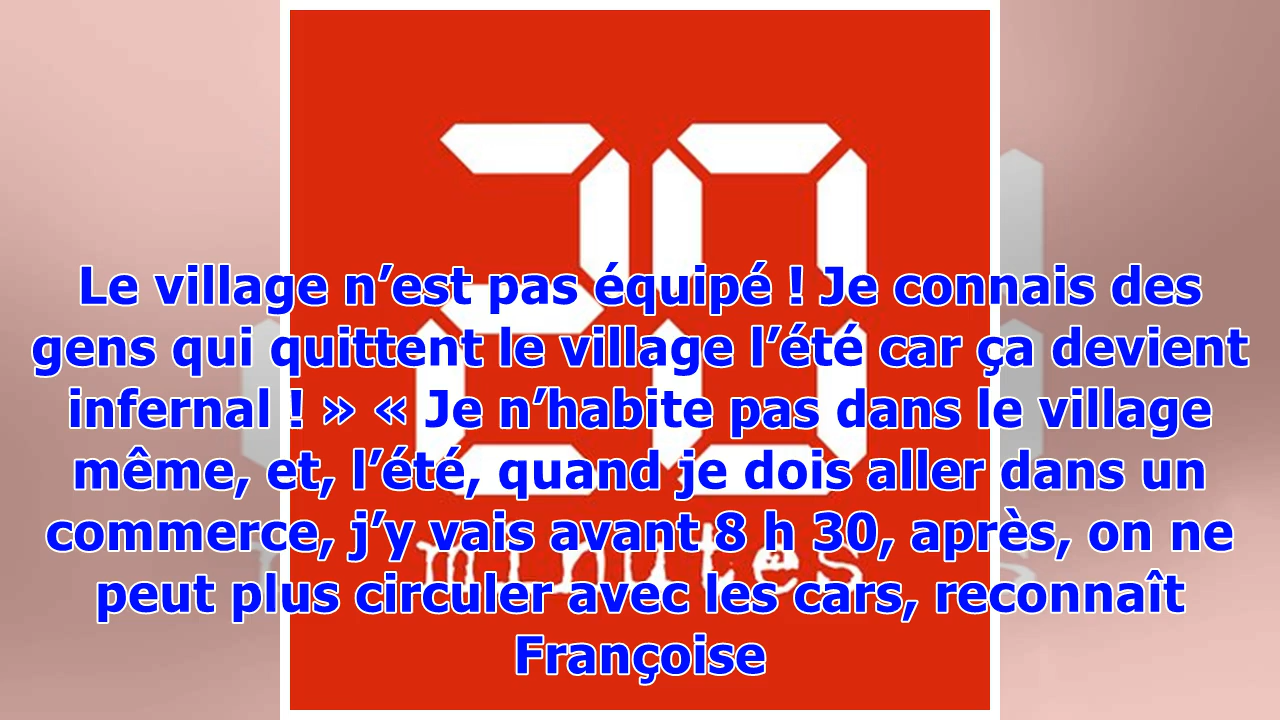 20
Le village n’est pas équipé ! Je connais des
gens qui quittent le village l’été car ça devient
infernal ! » « Je n’habite pas dans le village
même, et, l’été, quand je dois aller dans un
commerce, j’y vais avant 8 h 30, après, on ne
peut plus circuler avec les cars, reconnaît
Françoise
minutes